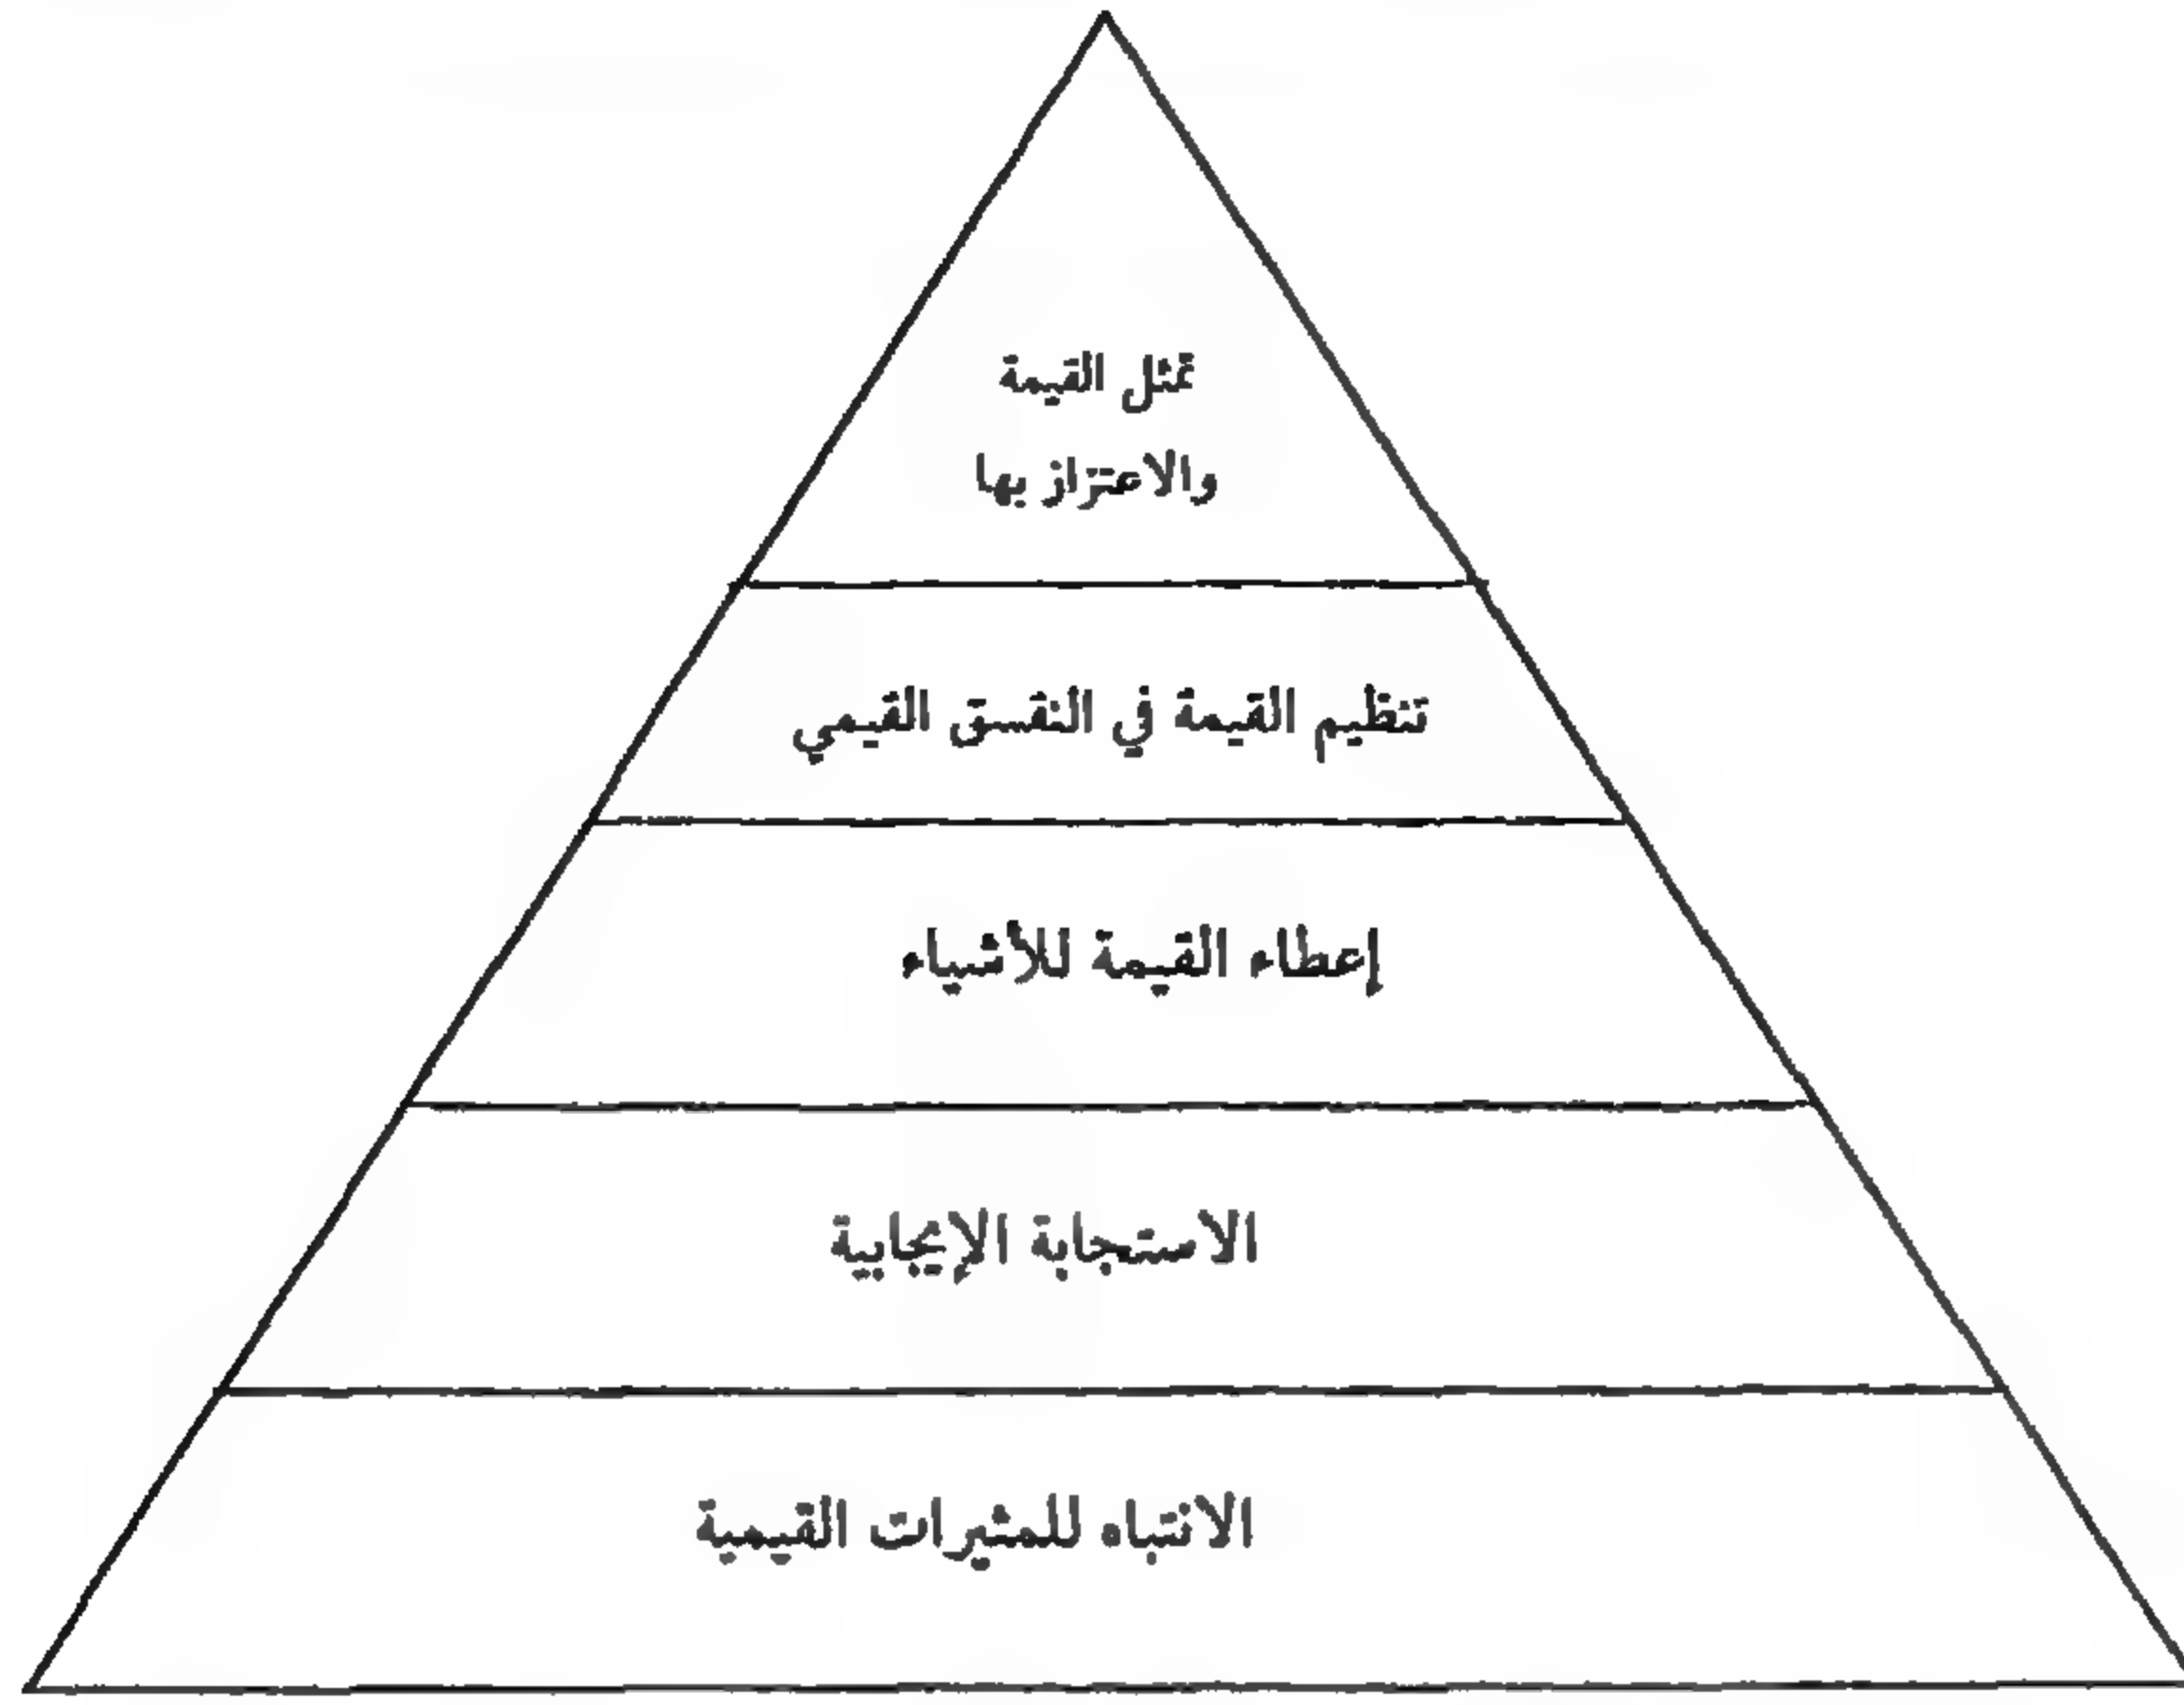 تمثل القيمة
والاعتزاز بها
تنظيم القيمة في النسق القيمي
إعطاء القيمة للأشياء
الاستجابة الإيجابية
الانتباه للمثيرات القيمية